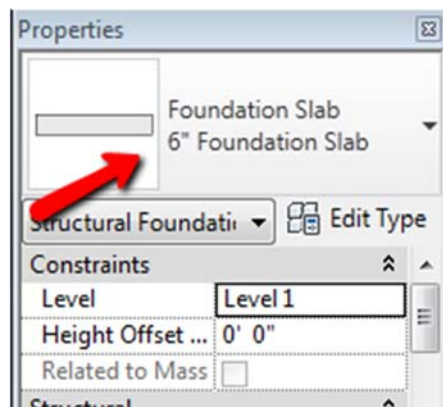 Properties
Foundation Slab
6" Foundation Slab
Structural Foundati
Edit Type
Constraints
Level Level 1
Height Offset ... 0' 0"
Related to Mass
Structural